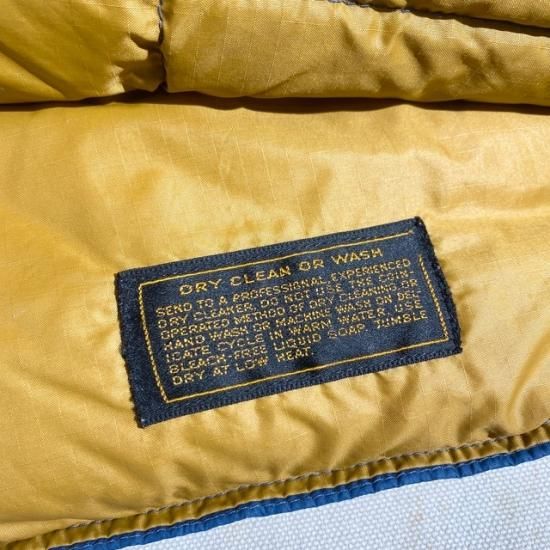 DRY CLEAN OR WASH
SEND TO A PROFESSIONAL EXPERIENCED
DRY CLEANER. DO NOT USE THE COIN-
OPERATED METHOD OF DRY CLEANING OR
HAND WASH OR MACHINE WASH ON DEL-
ICATE CYCLE IN WARM WATER. USE
BLEACH-FREE LIQUID SOAP. JUMBLE
DRY AT LOW HEAT.